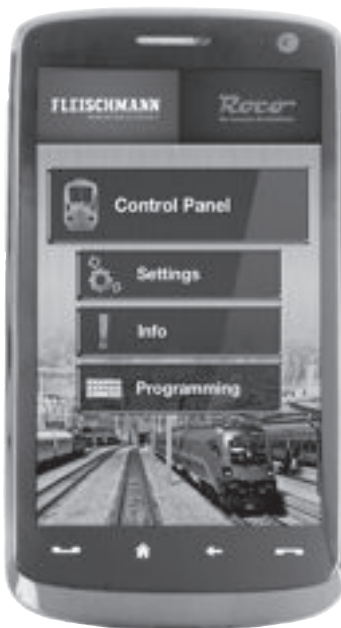 FLEISCHMANN
Roco
Control Panel
Settings
Info
Programming